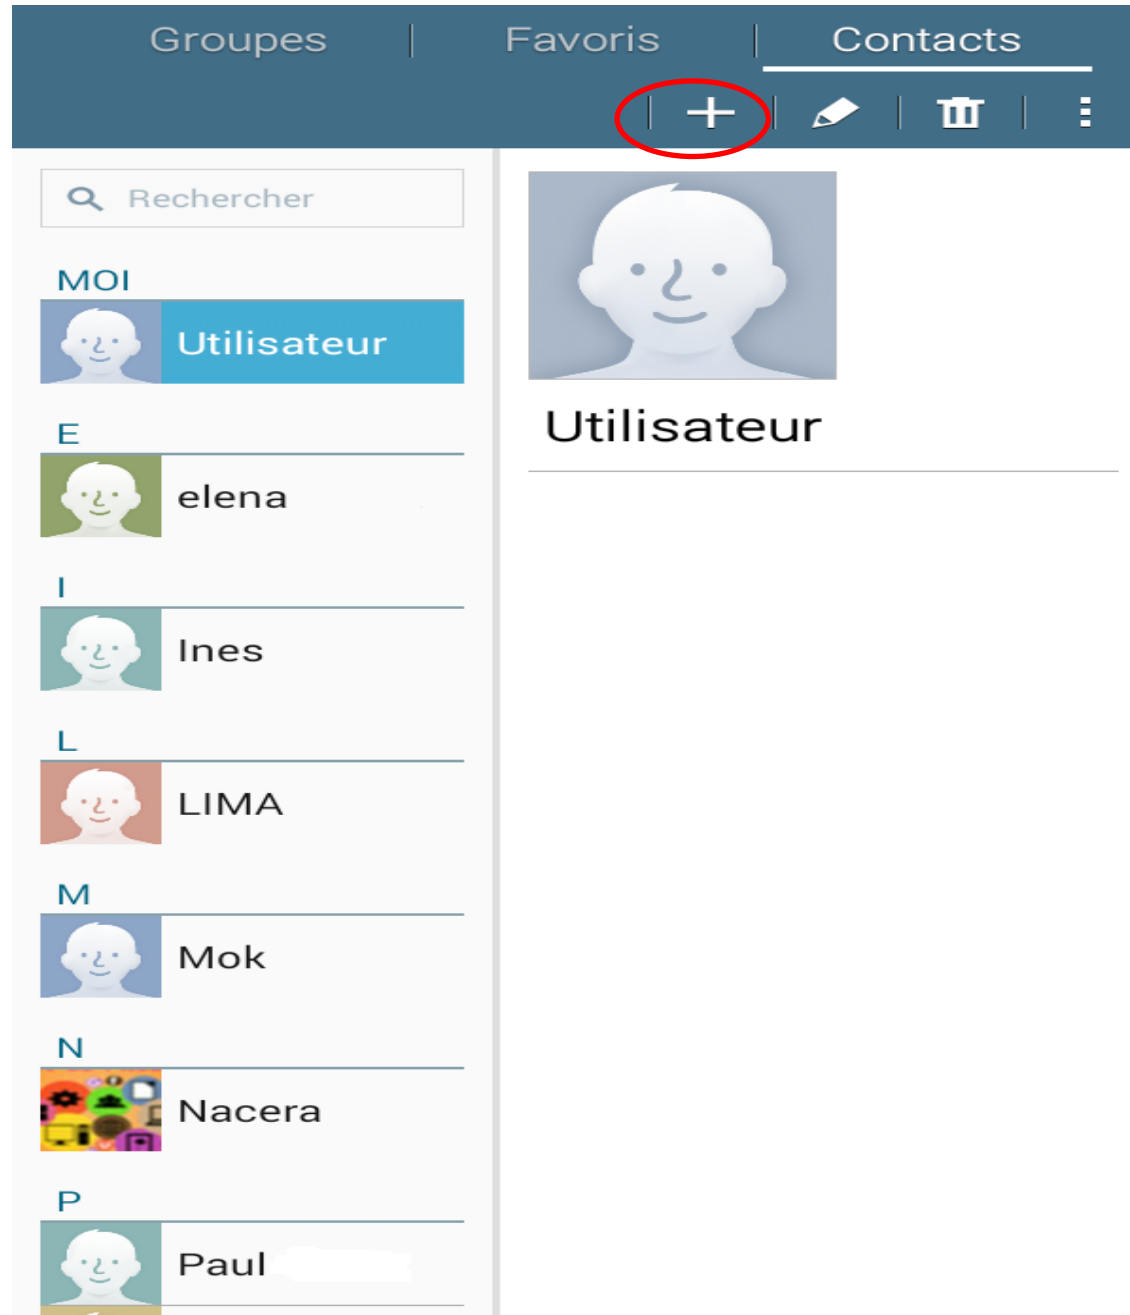 Groupes | Favoris | Contacts
Rechercher
MOI
Utilisateur
Utilisateur
E
elena
I
Ines
L
LIMA
M
Mok
N
Nacera
P
Paul